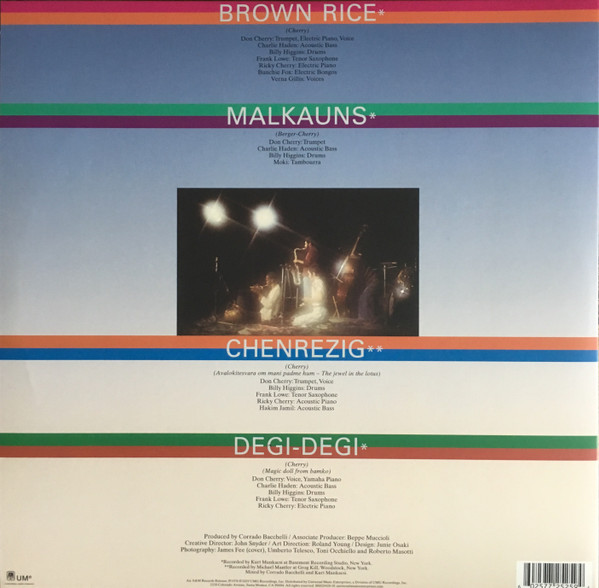 BROWN RICE*
(Cherry)
Don Cherry: Trumpet, Electric Piano, Voice
Charlie Haden: Acoustic Bass
Billy Higgins: Drums
Frank Lowe: Tenor Saxophone
Ricky Cherry: Electric Piano
Bunchie Fox: Electric Bongos
Verna Gillis: Voices
MALKAUNS*
(Berger-Cherry)
Don Cherry: Trumpet
Charlie Haden: Acoustic Bass
Billy Higgins: Drums
Moki: Tamboura
CHENREZIG**
(Cherry)
(Avalokitesvara om mani padme hum – The jewel in the lotus)
Don Cherry: Trumpet, Voice
Billy Higgins: Drums
Frank Lowe: Tenor Saxophone
Ricky Cherry: Acoustic Piano
Hakim Jamil: Acoustic Bass
DEGI-DEGI*
(Cherry)
(Magic doll from bamko)
Don Cherry: Voice, Yamaha Piano
Charlie Haden: Acoustic Bass
Billy Higgins: Drums
Frank Lowe: Tenor Saxophone
Ricky Cherry: Electric Piano
Produced by Corrado Bacchelli / Associate Producer: Beppe Muccioli
Creative Director: John Snyder / Art Direction: Roland Young / Design: Junie Osaki
Photography: James Fee (cover), Umberto Telesco, Toni Occhiello and Roberto Masotti
*Recorded by Kurt Munkacsi at Basement Recording Studio, New York.
**Recorded by Michael Mantler at Grog Kill, Woodstock, New York
Mixed by Corrado Bacchelli and Kurt Munkacsi.
UMe